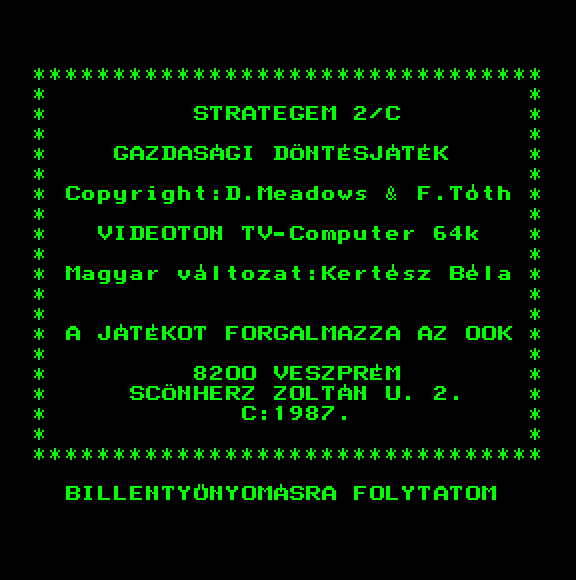 STRATEGEM 2/C
GAZDASÁGI DÖNTÉSJÁTÉK
Copyright:D.Meadows & F.Tóth
VIDEOTON TV-Computer 64k
Magyar változat:Kertész Béla
A JÁTÉKOT FORGALMAZZA AZ OOK
8200 VESZPRÉM
SCÖNHERZ ZOLTÁN U. 2.
C:1987.
BILLENTYŰNYOMÁSRA FOLYTATOM